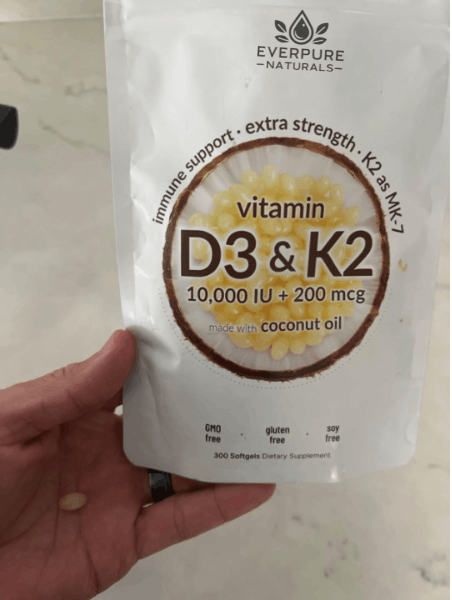 EVERPURE
–NATURALS–
immune support · extra strength · K2 as MK-7
vitamin
D3 & K2
10,000 IU + 200 mcg
made with coconut oil
GMO free · gluten free · soy free
300 Softgels Dietary Supplement